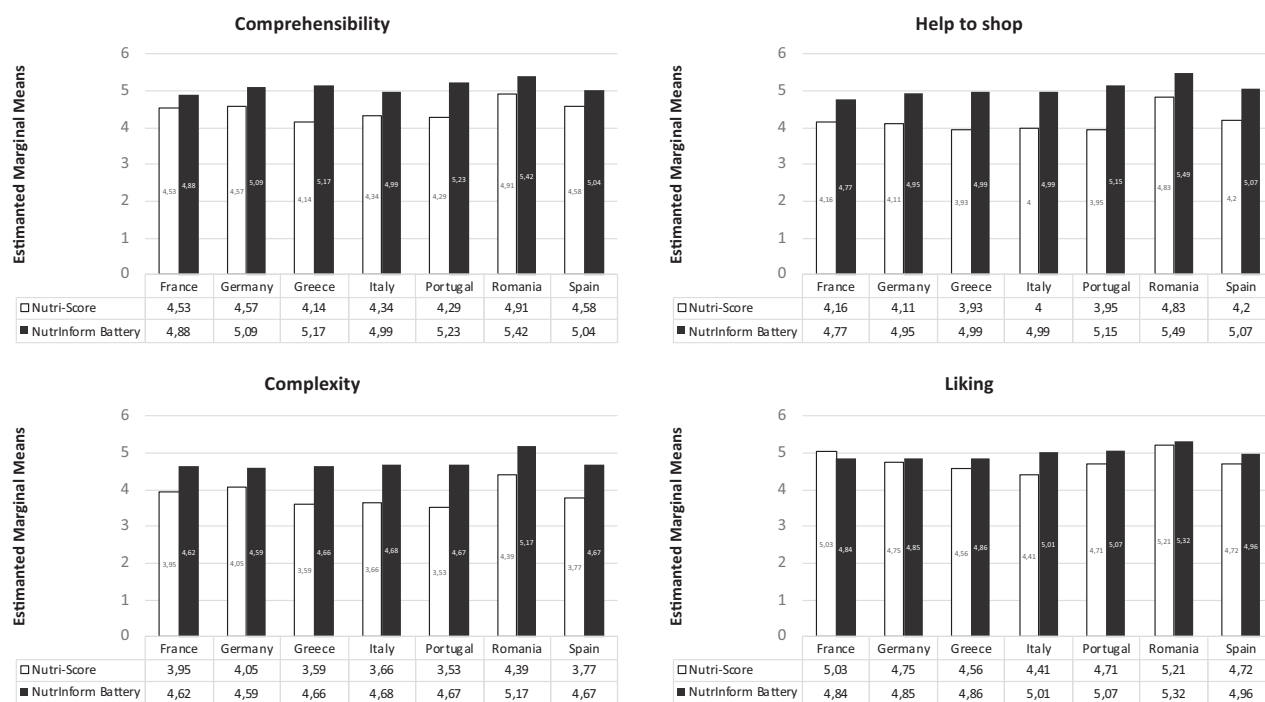 Comprehensibility
Estimanted Marginal Means
6
5
4
3
2
1
0
4,53 4,88 4,57 5,09 4,14 5,17 4,34 4,99 4,29 5,23 4,91 5,42 4,58 5,04
France Germany Greece Italy Portugal Romania Spain
Nutri-Score 4,53 4,57 4,14 4,34 4,29 4,91 4,58
NutrInform Battery 4,88 5,09 5,17 4,99 5,23 5,42 5,04
Help to shop
Estimanted Marginal Means
6
5
4
3
2
1
0
4,16 4,77 4,11 4,95 3,93 4,99 4 4,99 3,95 5,15 4,83 5,49 4,2 5,07
France Germany Greece Italy Portugal Romania Spain
Nutri-Score 4,16 4,11 3,93 4 3,95 4,83 4,2
NutrInform Battery 4,77 4,95 4,99 4,99 5,15 5,49 5,07
Complexity
Estimanted Marginal Means
6
5
4
3
2
1
0
3,95 4,62 4,05 4,59 3,59 4,66 3,66 4,68 3,53 4,67 4,39 5,17 3,77 4,67
France Germany Greece Italy Portugal Romania Spain
Nutri-Score 3,95 4,05 3,59 3,66 3,53 4,39 3,77
NutrInform Battery 4,62 4,59 4,66 4,68 4,67 5,17 4,67
Liking
Estimanted Marginal Means
6
5
4
3
2
1
0
5,03 4,84 4,75 4,85 4,56 4,86 4,41 5,01 4,71 5,07 5,21 5,32 4,72 4,96
France Germany Greece Italy Portugal Romania Spain
Nutri-Score 5,03 4,75 4,56 4,41 4,71 5,21 4,72
NutrInform Battery 4,84 4,85 4,86 5,01 5,07 5,32 4,96